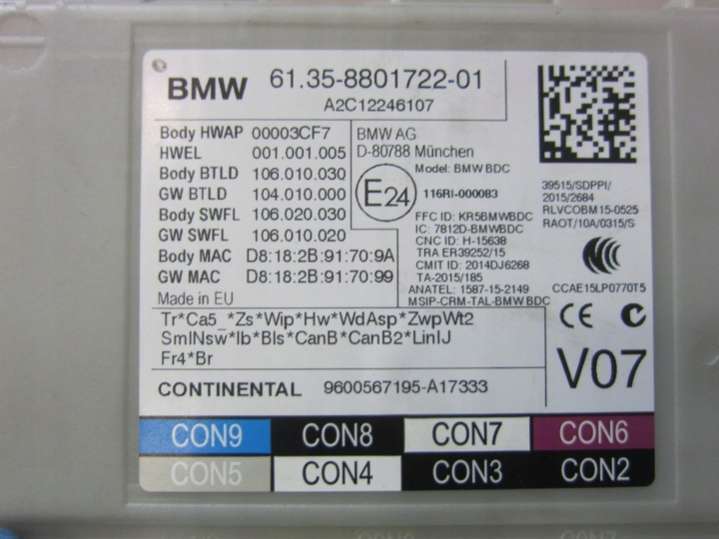 BMW 61.35-8801722-01
A2C12246107
Body HWAP 00003CF7
HWEL 001.001.005
Body BTLD 106.010.030
GW BTLD 104.010.000
Body SWFL 106.020.030
GW SWFL 106.010.020
Body MAC D8:18:2B:91:70:9A
GW MAC D8:18:2B:91:70:99
Made in EU
BMW AG
D-80788 München
Model: BMW BDC
E24 116RI-000083
FFC ID: KR5BMWBDC
IC: 7812D-BMWBDC
CNC ID: H-15638
TRA ER39252/15
CMIT ID: 2014DJ6268
TA-2015/185
ANATEL: 1587-15-2149
MSIP-CRM-TAL-BMW BDC
39515/SDPPI/
2015/2684
RLVCOBM15-0525
RAOT/10A/0315/S
CCAE15LP0770T5
CE
V07
Tr*Ca5_*Zs*Wip*Hw*WdAsp*ZwpWt2
SmlNsw*Ib*Bls*CanB*CanB2*LinIJ
Fr4*Br
CONTINENTAL 9600567195-A17333
CON9 CON8 CON7 CON6
CON5 CON4 CON3 CON2